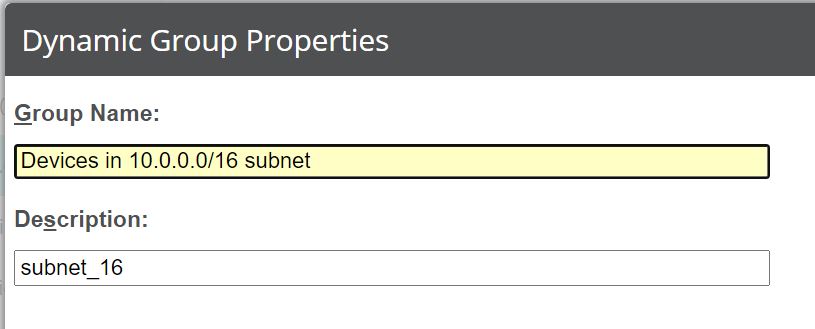 Dynamic Group Properties
Group Name:
Devices in 10.0.0.0/16 subnet
Description:
subnet_16